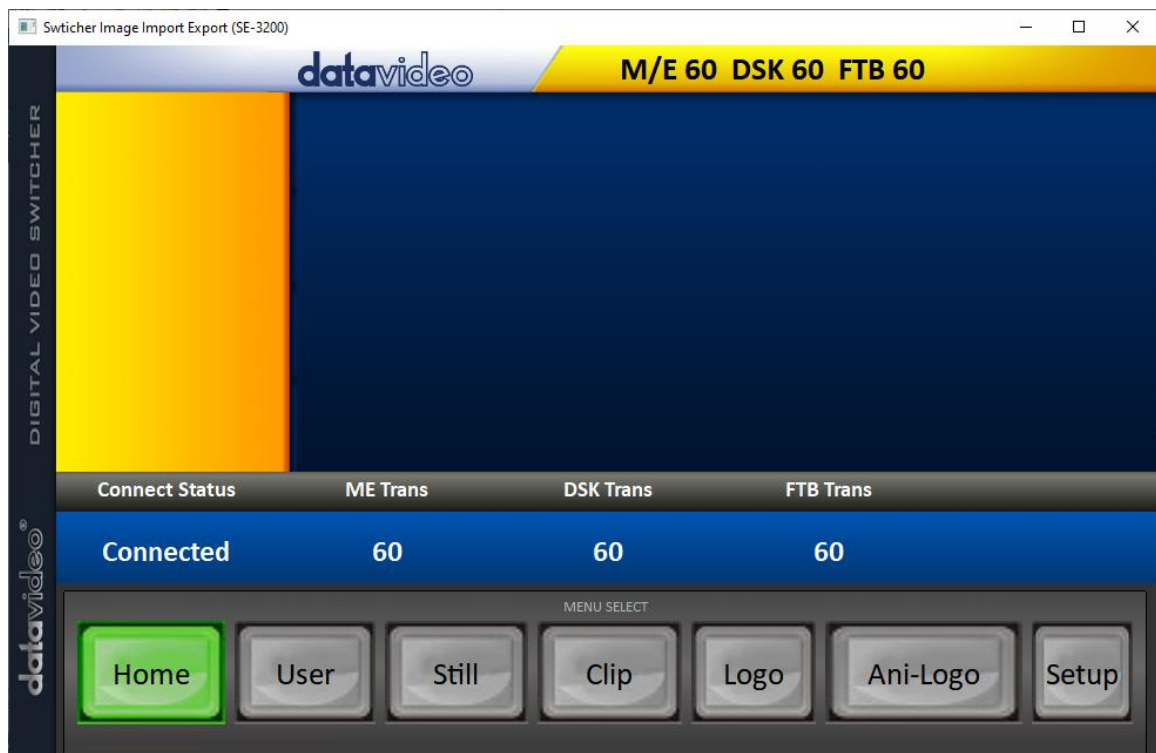 Swticher Image Import Export (SE-3200)
datavideo
M/E 60 DSK 60 FTB 60
DIGITAL VIDEO SWITCHER
datavideo®
Connect Status ME Trans DSK Trans FTB Trans
Connected 60 60 60
MENU SELECT
Home User Still Clip Logo Ani-Logo Setup